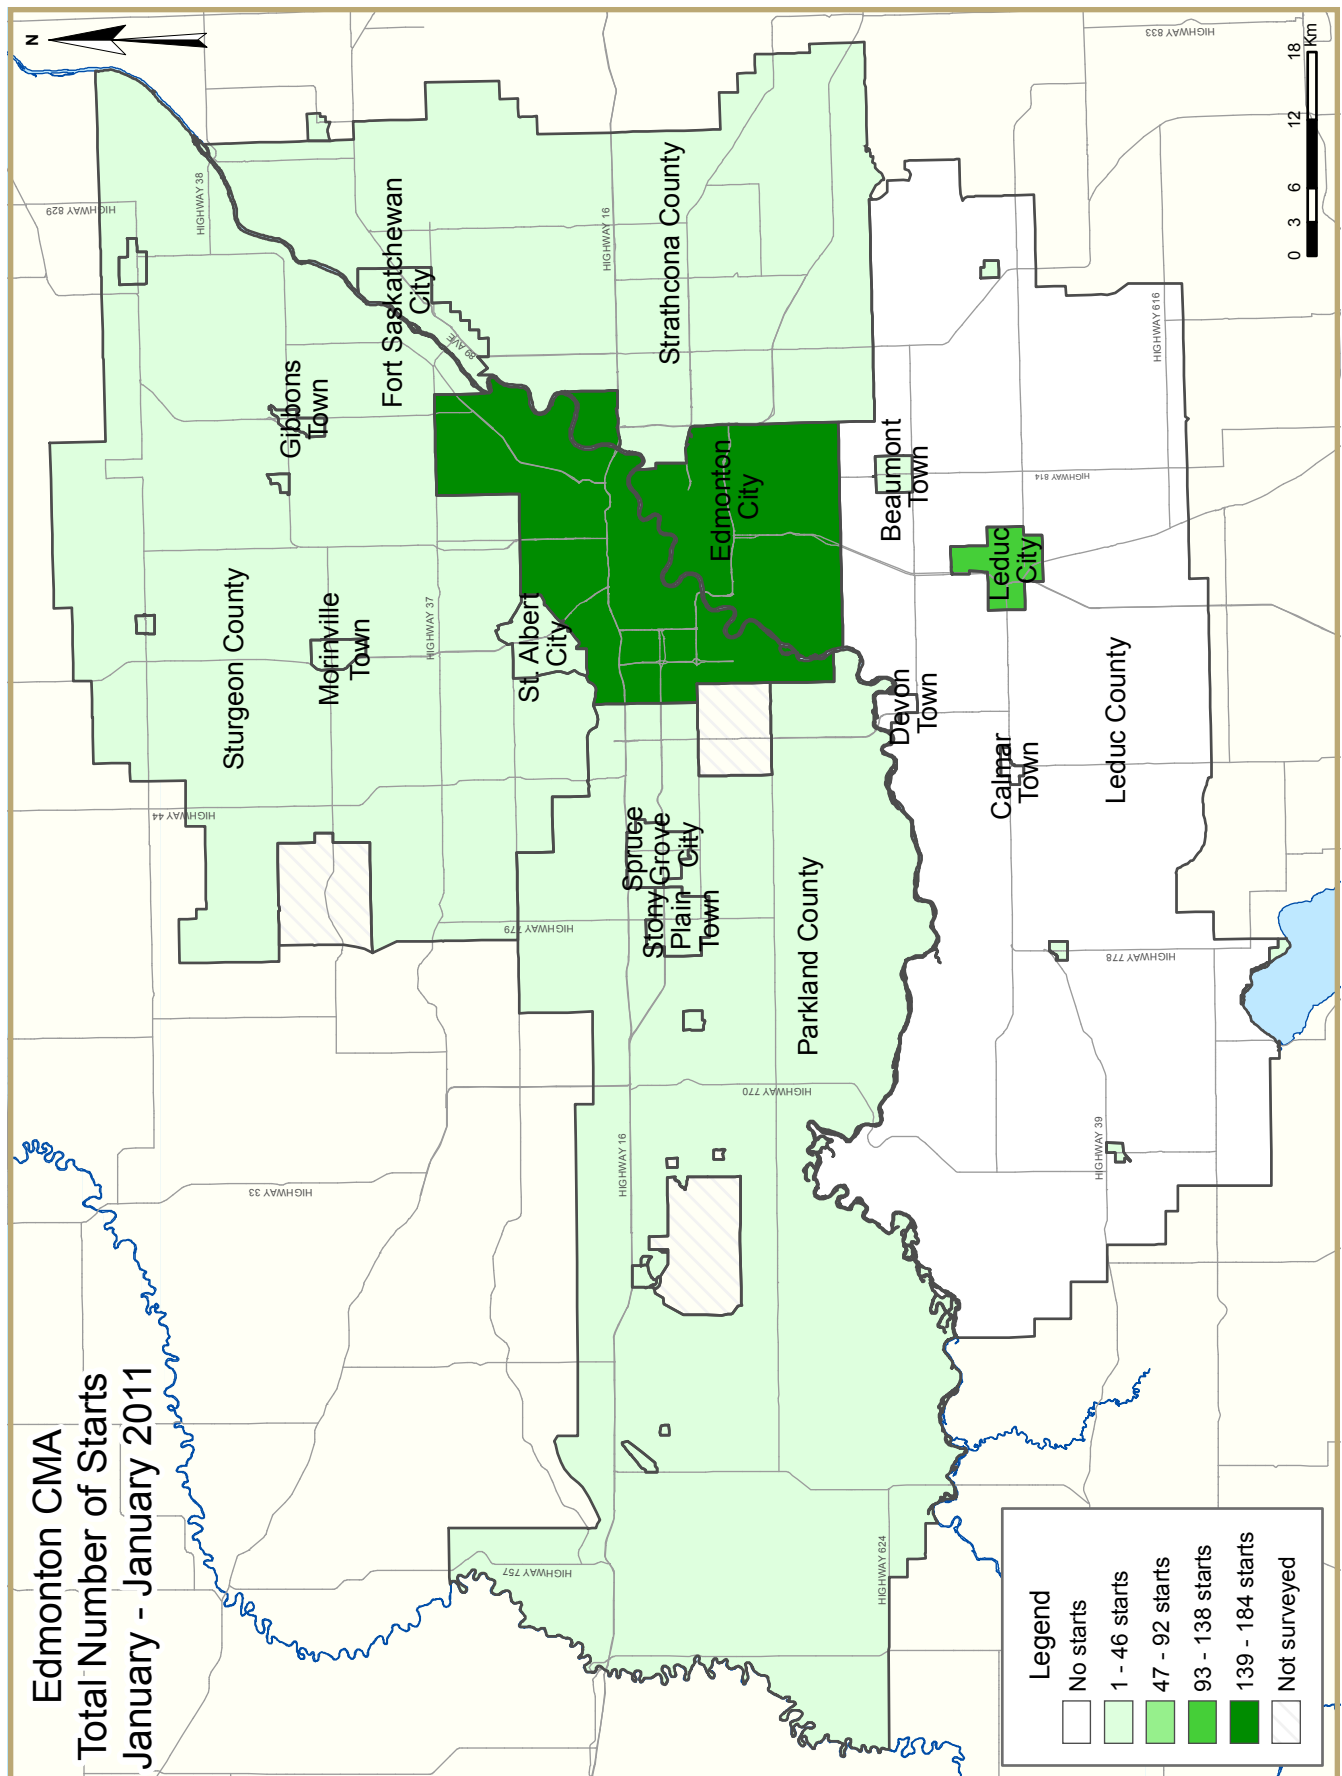 Edmonton CMA
Total Number of Starts
January - January 2011
N
HIGHWAY 829
HIGHWAY 38
HIGHWAY 833
Gibbons
Town
Fort Saskatchewan
City
89 AVE
HIGHWAY 16
Strathcona County
Sturgeon County
Morinville
Town
HIGHWAY 37
St. Albert
City
Edmonton
City
Beaumont
Town
HIGHWAY 814
HIGHWAY 616
Leduc
City
HIGHWAY 44
HIGHWAY 779
Spruce
Grove
City
Stony
Plain
Town
Parkland County
Devon
Town
Calmar
Town
Leduc County
HIGHWAY 778
HIGHWAY 770
HIGHWAY 33
HIGHWAY 16
HIGHWAY 39
HIGHWAY 757
HIGHWAY 624
0 3 6 12 18
Km
Legend
No starts
1 - 46 starts
47 - 92 starts
93 - 138 starts
139 - 184 starts
Not surveyed